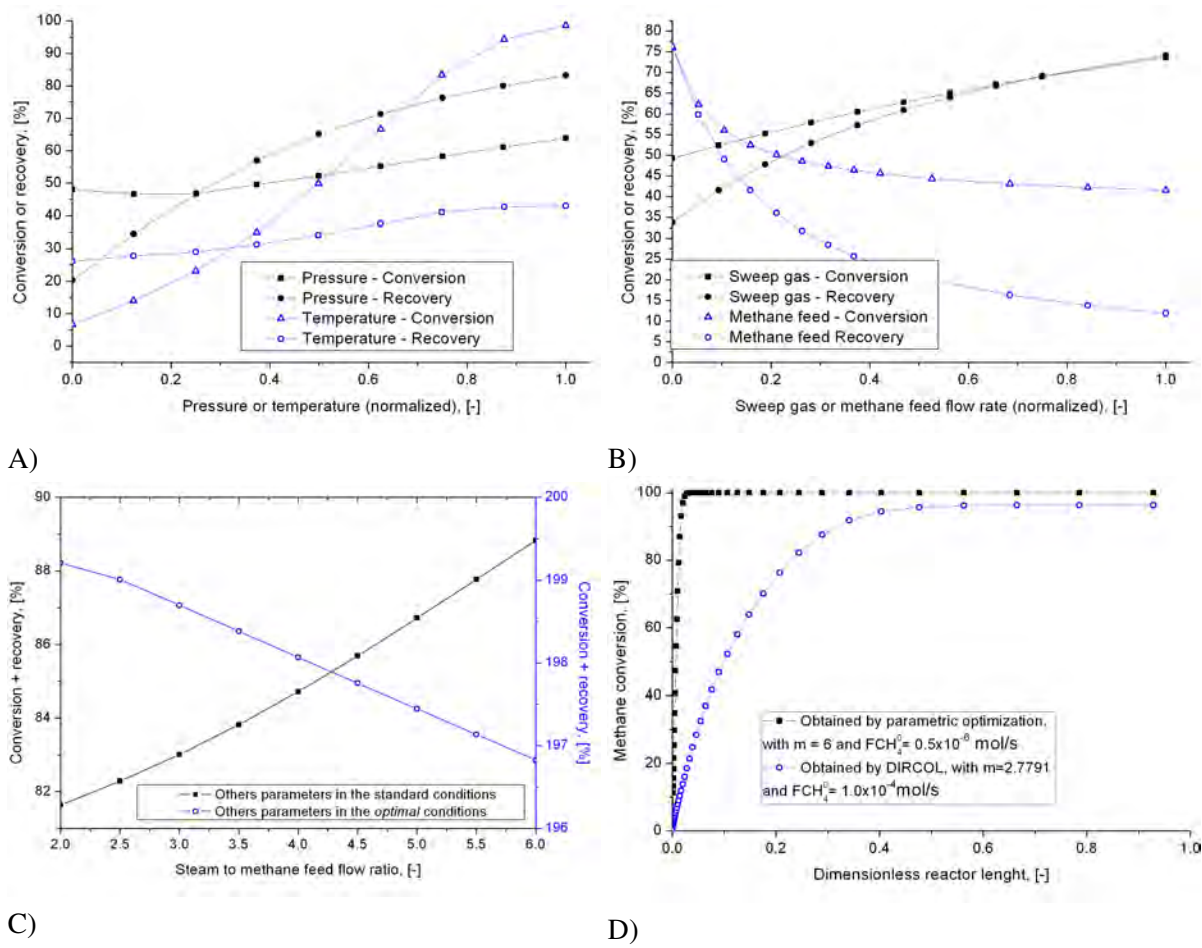 100
90
80
70
60
50
40
30
20
10
0
Conversion or recovery, [%]
Pressure - Conversion
Pressure - Recovery
Temperature - Conversion
Temperature - Recovery
0.0 0.2 0.4 0.6 0.8 1.0
Pressure or temperature (normalized), [-]
A)
80
75
70
65
60
55
50
45
40
35
30
25
20
15
10
5
0
Conversion or recovery, [%]
Sweep gas - Conversion
Sweep gas - Recovery
Methane feed - Conversion
Methane feed Recovery
0.0 0.2 0.4 0.6 0.8 1.0
Sweep gas or methane feed flow rate (normalized), [-]
B)
90
88
86
84
82
Conversion + recovery, [%]
200
199
198
197
196
Conversion + recovery, [%]
Others parameters in the standard conditions
Others parameters in the optimal conditions
2.0 2.5 3.0 3.5 4.0 4.5 5.0 5.5 6.0
Steam to methane feed flow ratio, [-]
C)
100
80
60
40
20
0
Methane conversion, [%]
Obtained by parametric optimization,
with m = 6 and FCH₄⁰= 0.5x10⁻⁶ mol/s
Obtained by DIRCOL, with m=2.7791
and FCH₄⁰= 1.0x10⁻⁴mol/s
0.0 0.2 0.4 0.6 0.8 1.0
Dimensionless reactor lenght, [-]
D)